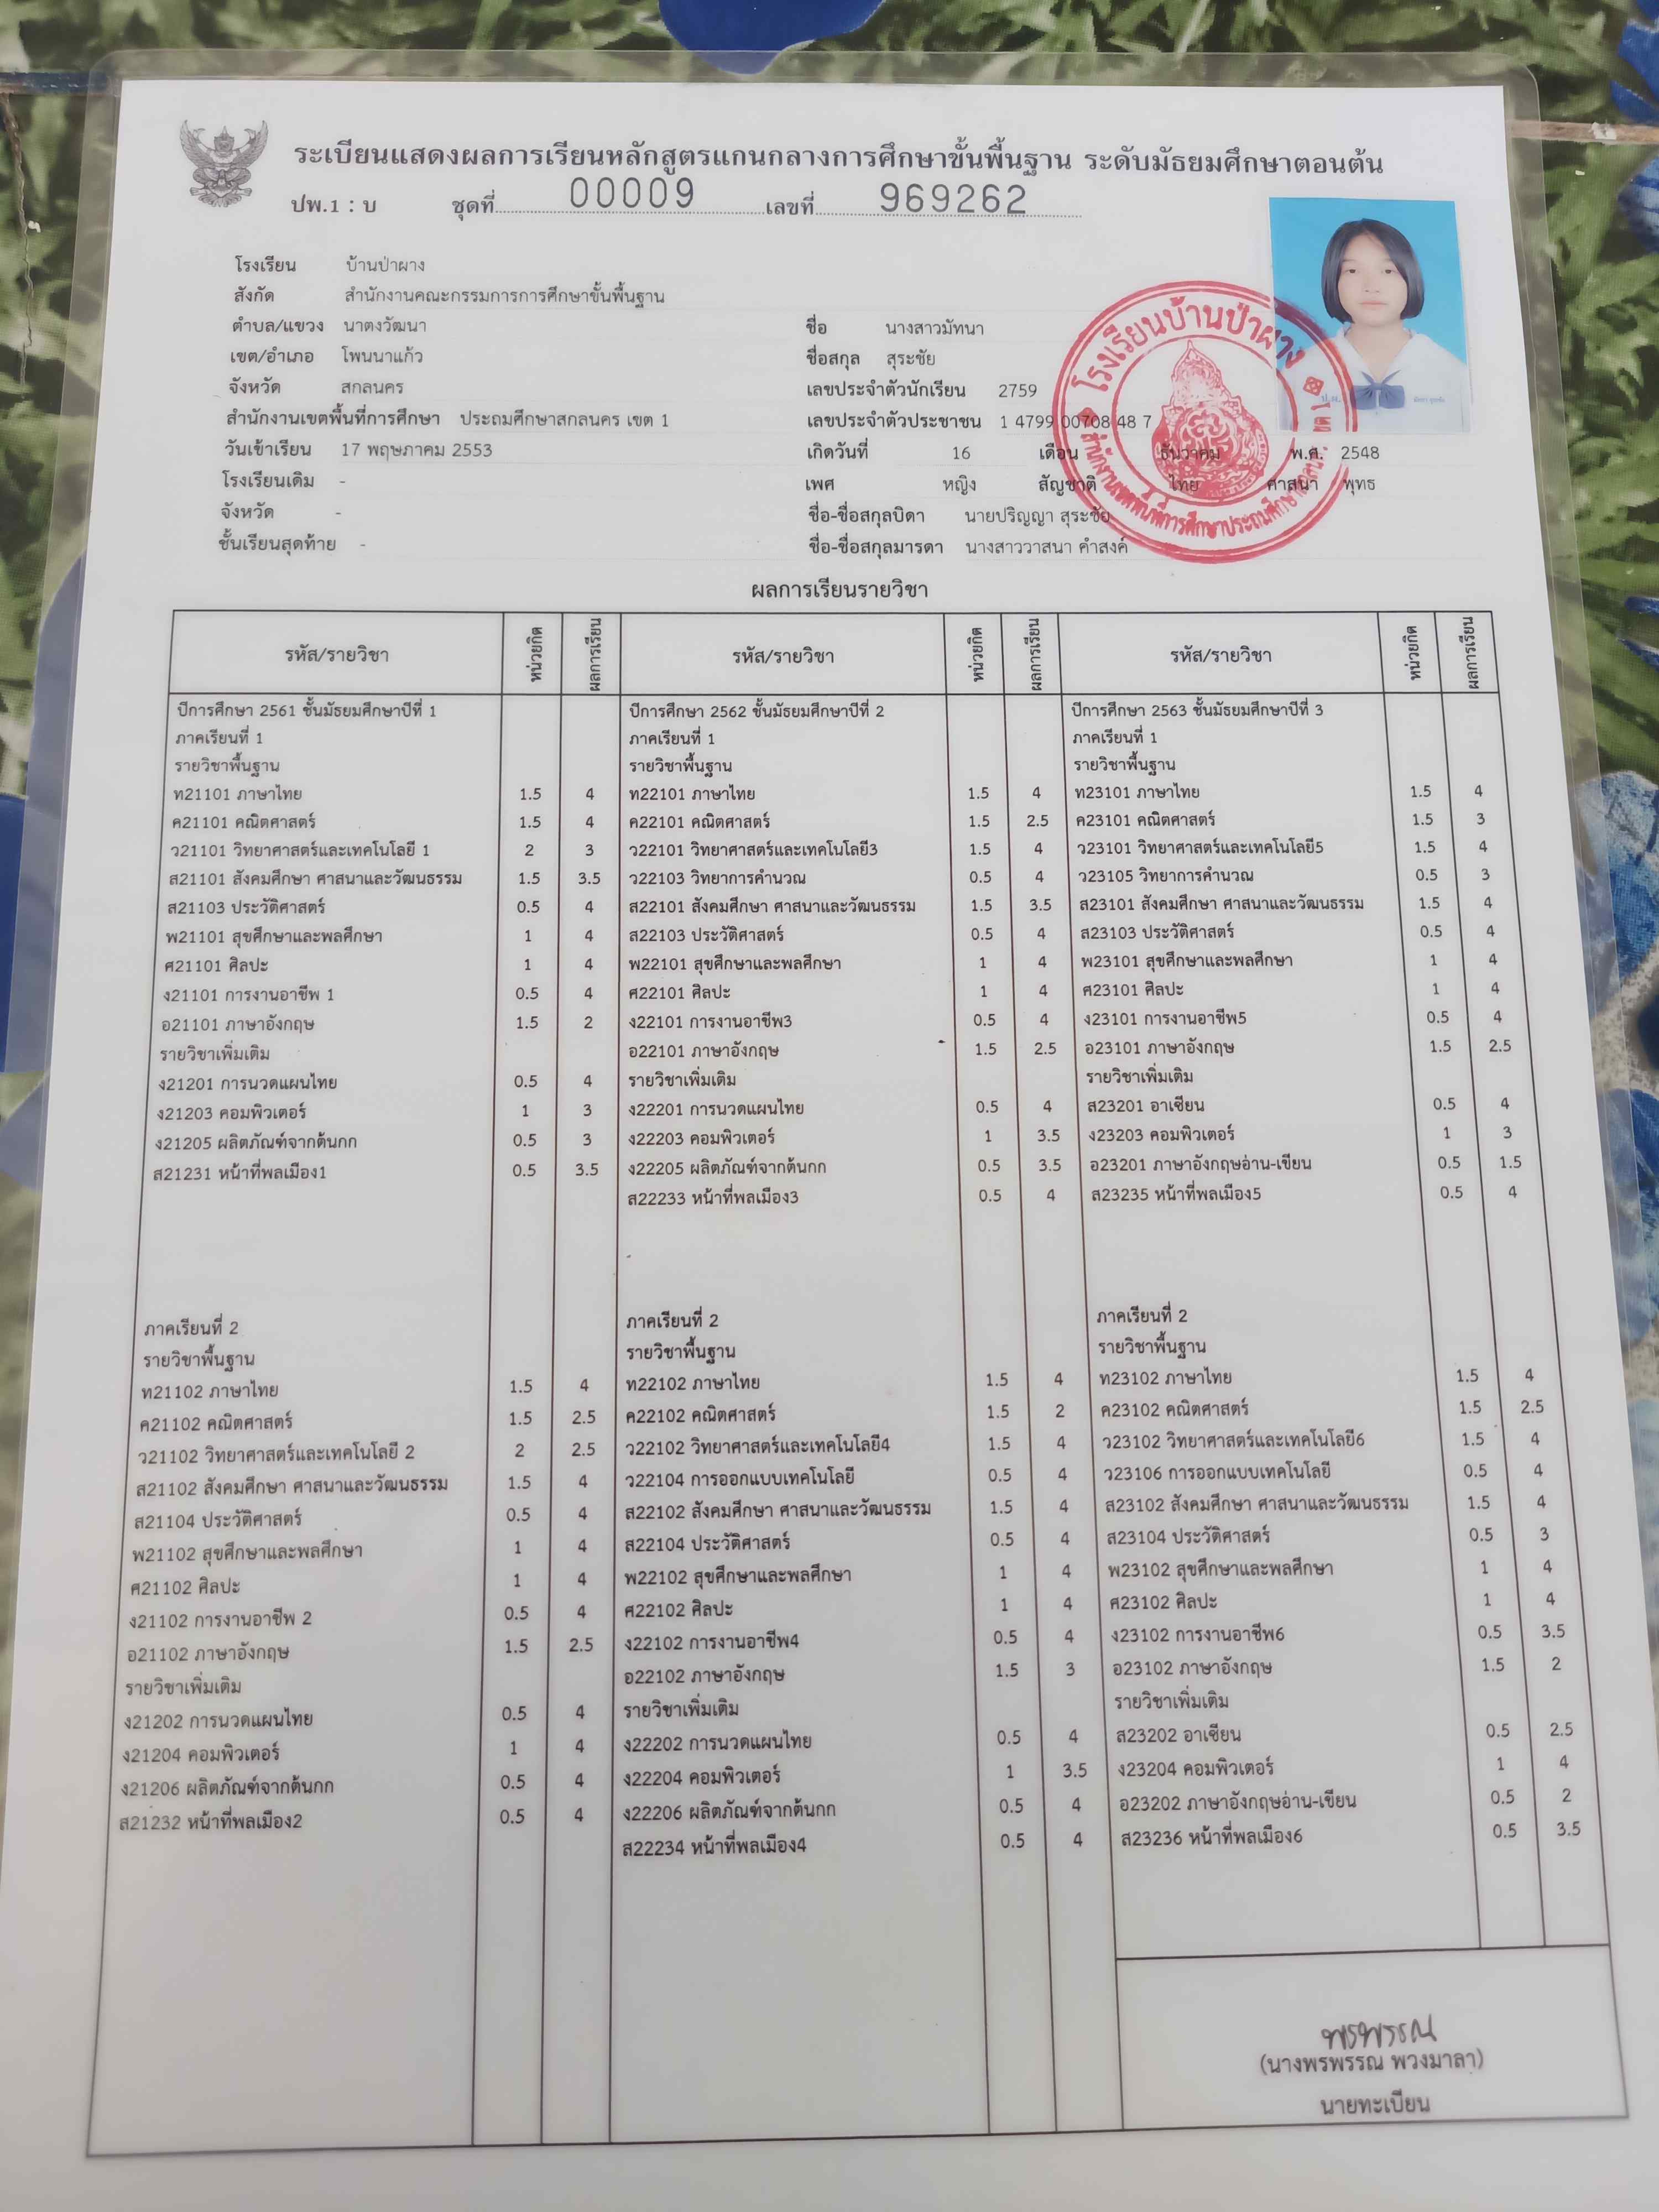 ระเบียนแสดงผลการเรียนหลักสูตรแกนกลางการศึกษาขั้นพื้นฐาน ระดับมัธยมศึกษาตอนต้น
ปพ.1 : บ ชุดที่ 00009 เลขที่ 969262
โรงเรียน บ้านป่าผาง
สังกัด สำนักงานคณะกรรมการการศึกษาขั้นพื้นฐาน
ตำบล/แขวง นาตงวัฒนา
เขต/อำเภอ โพนนาแก้ว
จังหวัด สกลนคร
สำนักงานเขตพื้นที่การศึกษา ประถมศึกษาสกลนคร เขต 1
วันเข้าเรียน 17 พฤษภาคม 2553
โรงเรียนเดิม -
จังหวัด -
ชั้นเรียนสุดท้าย -
ชื่อ นางสาวมัทนา
ชื่อสกุล สุระชัย
เลขประจำตัวนักเรียน 2759
เลขประจำตัวประชาชน 1 4799 00708 48 7
เกิดวันที่ 16 เดือน ธันวาคม พ.ศ. 2548
เพศ หญิง สัญชาติ ไทย ศาสนา พุทธ
ชื่อ-ชื่อสกุลบิดา นายปริญญา สุระชัย
ชื่อ-ชื่อสกุลมารดา นางสาววาสนา คำสงค์
โรงเรียนบ้านป่าผาง
สำนักงานเขตพื้นที่การศึกษาประถมศึกษาสกลนคร เขต 1
ผลการเรียนรายวิชา
รหัส/รายวิชา หน่วยกิต ผลการเรียน
ปีการศึกษา 2561 ชั้นมัธยมศึกษาปีที่ 1
ภาคเรียนที่ 1
รายวิชาพื้นฐาน
ท21101 ภาษาไทย 1.5 4
ค21101 คณิตศาสตร์ 1.5 4
ว21101 วิทยาศาสตร์และเทคโนโลยี 1 2 3
ส21101 สังคมศึกษา ศาสนาและวัฒนธรรม 1.5 3.5
ส21103 ประวัติศาสตร์ 0.5 4
พ21101 สุขศึกษาและพลศึกษา 1 4
ศ21101 ศิลปะ 1 4
ง21101 การงานอาชีพ 1 0.5 4
อ21101 ภาษาอังกฤษ 1.5 2
รายวิชาเพิ่มเติม
ง21201 การนวดแผนไทย 0.5 4
ง21203 คอมพิวเตอร์ 1 3
ง21205 ผลิตภัณฑ์จากต้นกก 0.5 3
ส21231 หน้าที่พลเมือง1 0.5 3.5
ภาคเรียนที่ 2
รายวิชาพื้นฐาน
ท21102 ภาษาไทย 1.5 4
ค21102 คณิตศาสตร์ 1.5 2.5
ว21102 วิทยาศาสตร์และเทคโนโลยี 2 2 2.5
ส21102 สังคมศึกษา ศาสนาและวัฒนธรรม 1.5 4
ส21104 ประวัติศาสตร์ 0.5 4
พ21102 สุขศึกษาและพลศึกษา 1 4
ศ21102 ศิลปะ 1 4
ง21102 การงานอาชีพ 2 0.5 4
อ21102 ภาษาอังกฤษ 1.5 2.5
รายวิชาเพิ่มเติม
ง21202 การนวดแผนไทย 0.5 4
ง21204 คอมพิวเตอร์ 1 4
ง21206 ผลิตภัณฑ์จากต้นกก 0.5 4
ส21232 หน้าที่พลเมือง2 0.5 4
รหัส/รายวิชา หน่วยกิต ผลการเรียน
ปีการศึกษา 2562 ชั้นมัธยมศึกษาปีที่ 2
ภาคเรียนที่ 1
รายวิชาพื้นฐาน
ท22101 ภาษาไทย 1.5 4
ค22101 คณิตศาสตร์ 1.5 2.5
ว22101 วิทยาศาสตร์และเทคโนโลยี3 1.5 4
ว22103 วิทยาการคำนวณ 0.5 4
ส22101 สังคมศึกษา ศาสนาและวัฒนธรรม 1.5 3.5
ส22103 ประวัติศาสตร์ 0.5 4
พ22101 สุขศึกษาและพลศึกษา 1 4
ศ22101 ศิลปะ 1 4
ง22101 การงานอาชีพ3 0.5 4
อ22101 ภาษาอังกฤษ 1.5 2.5
รายวิชาเพิ่มเติม
ง22201 การนวดแผนไทย 0.5 4
ง22203 คอมพิวเตอร์ 1 3.5
ง22205 ผลิตภัณฑ์จากต้นกก 0.5 3.5
ส22233 หน้าที่พลเมือง3 0.5 4
ภาคเรียนที่ 2
รายวิชาพื้นฐาน
ท22102 ภาษาไทย 1.5 4
ค22102 คณิตศาสตร์ 1.5 2
ว22102 วิทยาศาสตร์และเทคโนโลยี4 1.5 4
ว22104 การออกแบบเทคโนโลยี 0.5 4
ส22102 สังคมศึกษา ศาสนาและวัฒนธรรม 1.5 4
ส22104 ประวัติศาสตร์ 0.5 4
พ22102 สุขศึกษาและพลศึกษา 1 4
ศ22102 ศิลปะ 1 4
ง22102 การงานอาชีพ4 0.5 4
อ22102 ภาษาอังกฤษ 1.5 3
รายวิชาเพิ่มเติม
ง22202 การนวดแผนไทย 0.5 4
ง22204 คอมพิวเตอร์ 1 3.5
ง22206 ผลิตภัณฑ์จากต้นกก 0.5 4
ส22234 หน้าที่พลเมือง4 0.5 4
รหัส/รายวิชา หน่วยกิต ผลการเรียน
ปีการศึกษา 2563 ชั้นมัธยมศึกษาปีที่ 3
ภาคเรียนที่ 1
รายวิชาพื้นฐาน
ท23101 ภาษาไทย 1.5 4
ค23101 คณิตศาสตร์ 1.5 3
ว23101 วิทยาศาสตร์และเทคโนโลยี5 1.5 4
ว23105 วิทยาการคำนวณ 0.5 3
ส23101 สังคมศึกษา ศาสนาและวัฒนธรรม 1.5 4
ส23103 ประวัติศาสตร์ 0.5 4
พ23101 สุขศึกษาและพลศึกษา 1 4
ศ23101 ศิลปะ 1 4
ง23101 การงานอาชีพ5 0.5 4
อ23101 ภาษาอังกฤษ 1.5 2.5
รายวิชาเพิ่มเติม
ส23201 อาเซียน 0.5 4
ง23203 คอมพิวเตอร์ 1 3
อ23201 ภาษาอังกฤษอ่าน-เขียน 0.5 1.5
ส23235 หน้าที่พลเมือง5 0.5 4
ภาคเรียนที่ 2
รายวิชาพื้นฐาน
ท23102 ภาษาไทย 1.5 4
ค23102 คณิตศาสตร์ 1.5 2.5
ว23102 วิทยาศาสตร์และเทคโนโลยี6 1.5 4
ว23106 การออกแบบเทคโนโลยี 0.5 4
ส23102 สังคมศึกษา ศาสนาและวัฒนธรรม 1.5 4
ส23104 ประวัติศาสตร์ 0.5 3
พ23102 สุขศึกษาและพลศึกษา 1 4
ศ23102 ศิลปะ 1 4
ง23102 การงานอาชีพ6 0.5 3.5
อ23102 ภาษาอังกฤษ 1.5 2
รายวิชาเพิ่มเติม
ส23202 อาเซียน 0.5 2.5
ง23204 คอมพิวเตอร์ 1 4
อ23202 ภาษาอังกฤษอ่าน-เขียน 0.5 2
ส23236 หน้าที่พลเมือง6 0.5 3.5
พรพรรณ
(นางพรพรรณ พวงมาลา)
นายทะเบียน